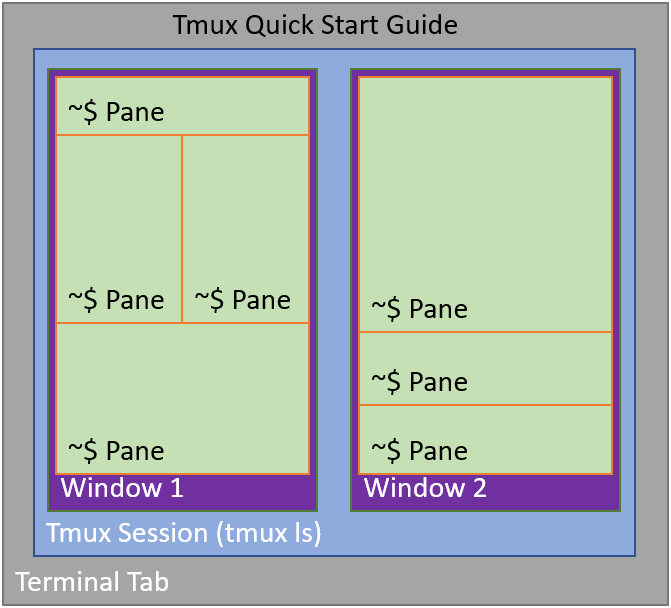 Tmux Quick Start Guide
~$ Pane
~$ Pane
~$ Pane
~$ Pane
Window 1
~$ Pane
~$ Pane
~$ Pane
Window 2
Tmux Session (tmux ls)
Terminal Tab